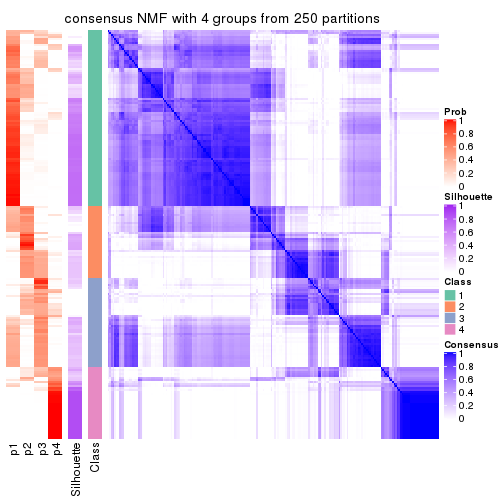 consensus NMF with 4 groups from 250 partitions
Prob
1
0.8
0.6
0.4
0.2
0
Silhouette
1
0.8
0.6
0.4
0.2
0
Class
1
2
3
4
Consensus
1
0.8
0.6
0.4
0.2
0
p1
p2
p3
p4
Silhouette
Class